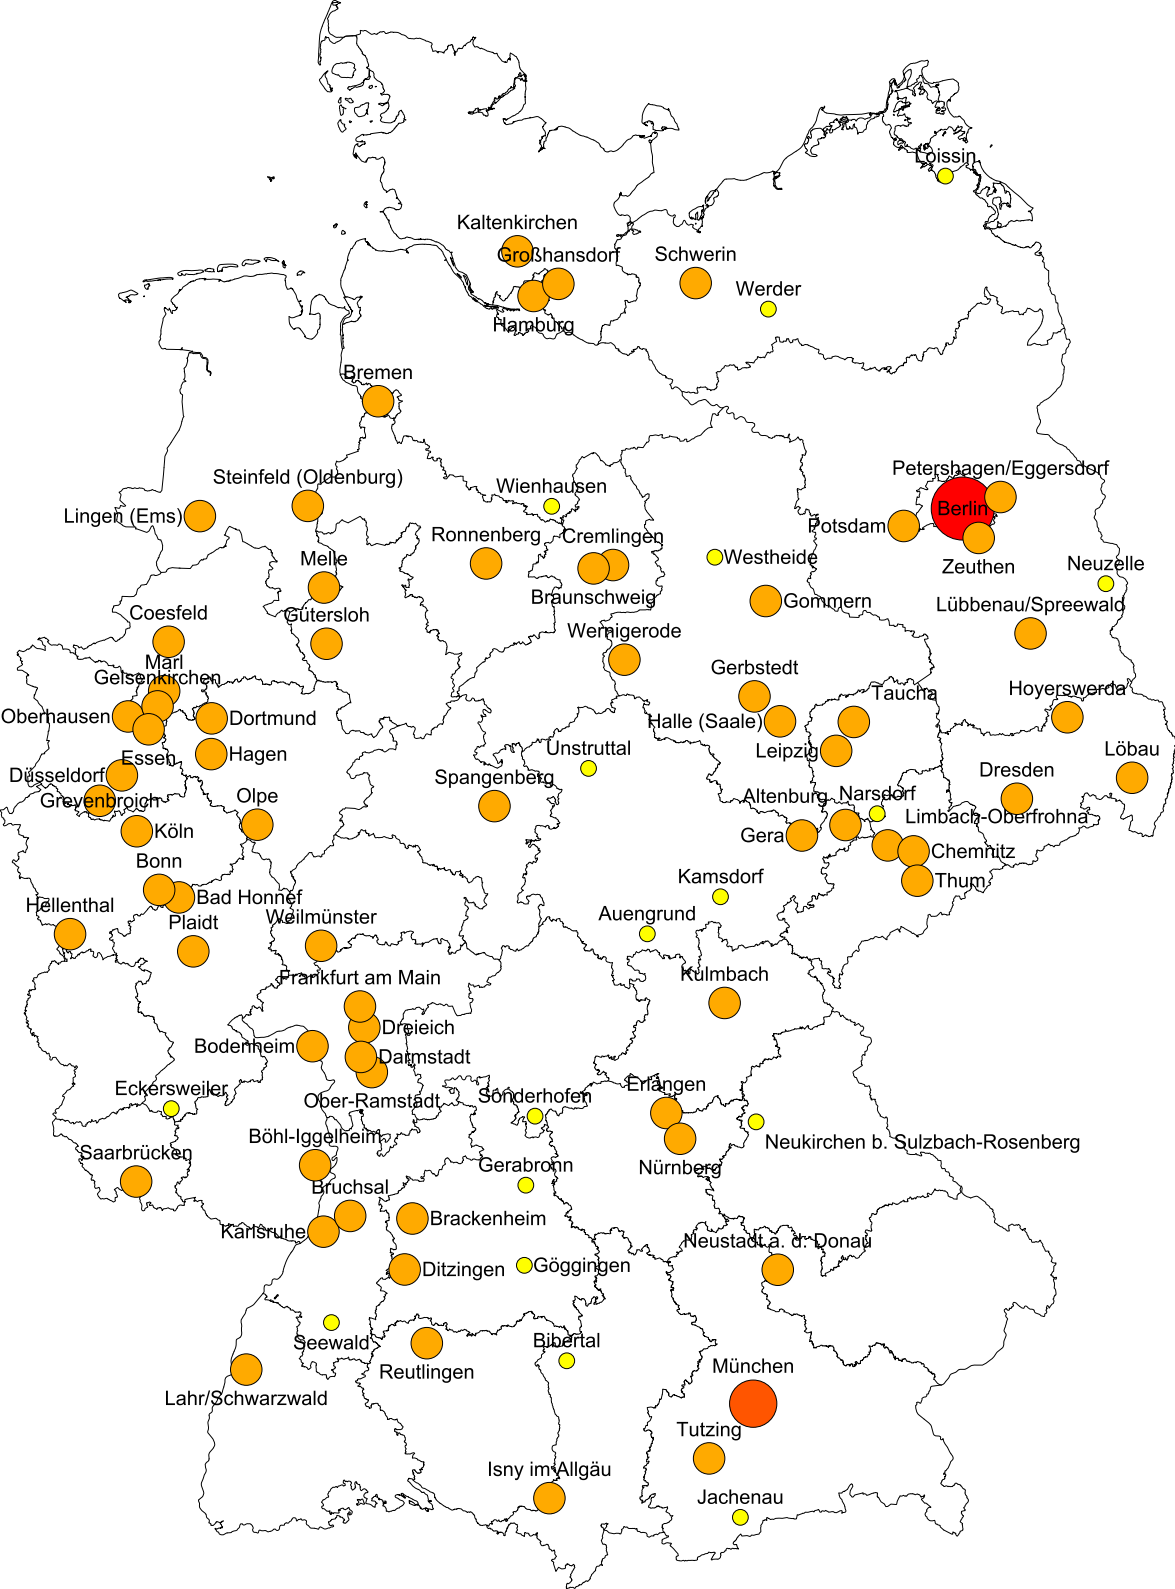 Loissin
Kaltenkirchen
Großhansdorf
Schwerin
Werder
Hamburg
Bremen
Petershagen/Eggersdorf
Steinfeld (Oldenburg)
Wienhausen
Berlin
Lingen (Ems)
Potsdam
Ronnenberg
Cremlingen
Melle
Westheide
Zeuthen
Neuzelle
Braunschweig
Gommern
Lübbenau/Spreewald
Coesfeld
Gütersloh
Wernigerode
Marl
Gelsenkirchen
Gerbstedt
Hoyerswerda
Taucha
Oberhausen
Dortmund
Halle (Saale)
Unstruttal
Leipzig
Löbau
Essen
Hagen
Düsseldorf
Spangenberg
Dresden
Grevenbroich
Olpe
Altenburg
Narsdorf
Limbach-Oberfrohna
Köln
Gera
Chemnitz
Bonn
Kamsdorf
Thum
Bad Honnef
Hellenthal
Plaidt
Weilmünster
Auengrund
Frankfurt am Main
Kulmbach
Dreieich
Bodenheim
Darmstadt
Eckersweiler
Ober-Ramstadt
Sonderhofen
Erlangen
Böhl-Iggelheim
Neukirchen b. Sulzbach-Rosenberg
Saarbrücken
Gerabronn
Nürnberg
Bruchsal
Karlsruhe
Brackenheim
Neustadt a. d. Donau
Ditzingen
Göggingen
Seewald
Bibertal
Reutlingen
München
Lahr/Schwarzwald
Tutzing
Isny im Allgäu
Jachenau